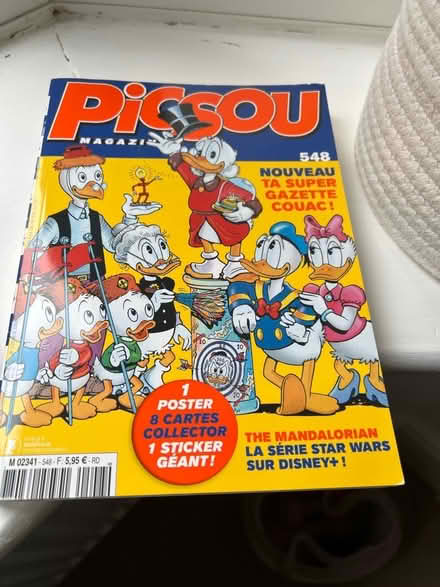 PICSOU
MAGAZIN
548
NOUVEAU
TA SUPER
GAZETTE
COUAC !
1
POSTER
8 CARTES
COLLECTOR
1 STICKER
GÉANT !
THE MANDALORIAN
LA SÉRIE STAR WARS
SUR DISNEY+ !
M 02341 - 548 - F: 5,95 € - RD